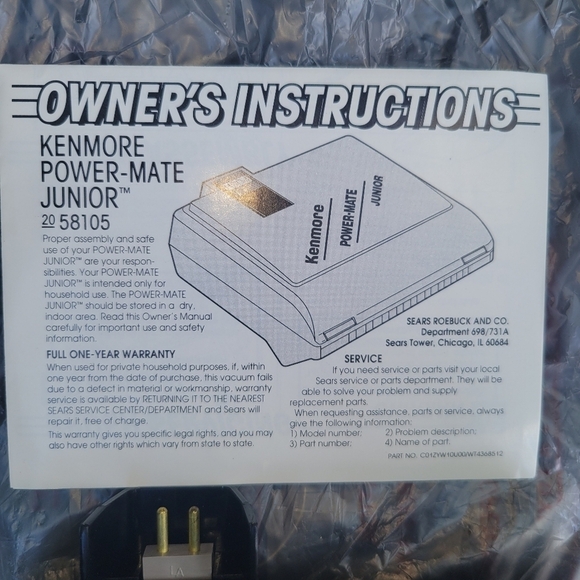 OWNER'S INSTRUCTIONS
KENMORE
POWER-MATE
JUNIOR™
20 58105
Proper assembly and safe
use of your POWER-MATE
JUNIOR™ are your respon-
sibilities. Your POWER-MATE
JUNIOR™ is intended only for
household use. The POWER-MATE
JUNIOR™ should be stored in a dry,
indoor area. Read this Owner's Manual
carefully for important use and safety
information.
Kenmore
POWER-MATE
JUNIOR
SEARS ROEBUCK AND CO.
Department 698/731A
Sears Tower, Chicago, IL 60684
FULL ONE-YEAR WARRANTY
When used for private household purposes, if, within
one year from the date of purchase, this vacuum fails
due to a defect in material or workmanship, warranty
service is available by RETURNING IT TO THE NEAREST
SEARS SERVICE CENTER/DEPARTMENT and Sears will
repair it, free of charge.
This warranty gives you specific legal rights, and you may
also have other rights which vary from state to state.
SERVICE
If you need service or parts visit your local
Sears service or parts department. They will be
able to solve your problem and supply
replacement parts.
When requesting assistance, parts or service, always
give the following information:
1) Model number; 2) Problem description;
3) Part number; 4) Name of part.
PART NO. C01ZYW10U00/WT4368512